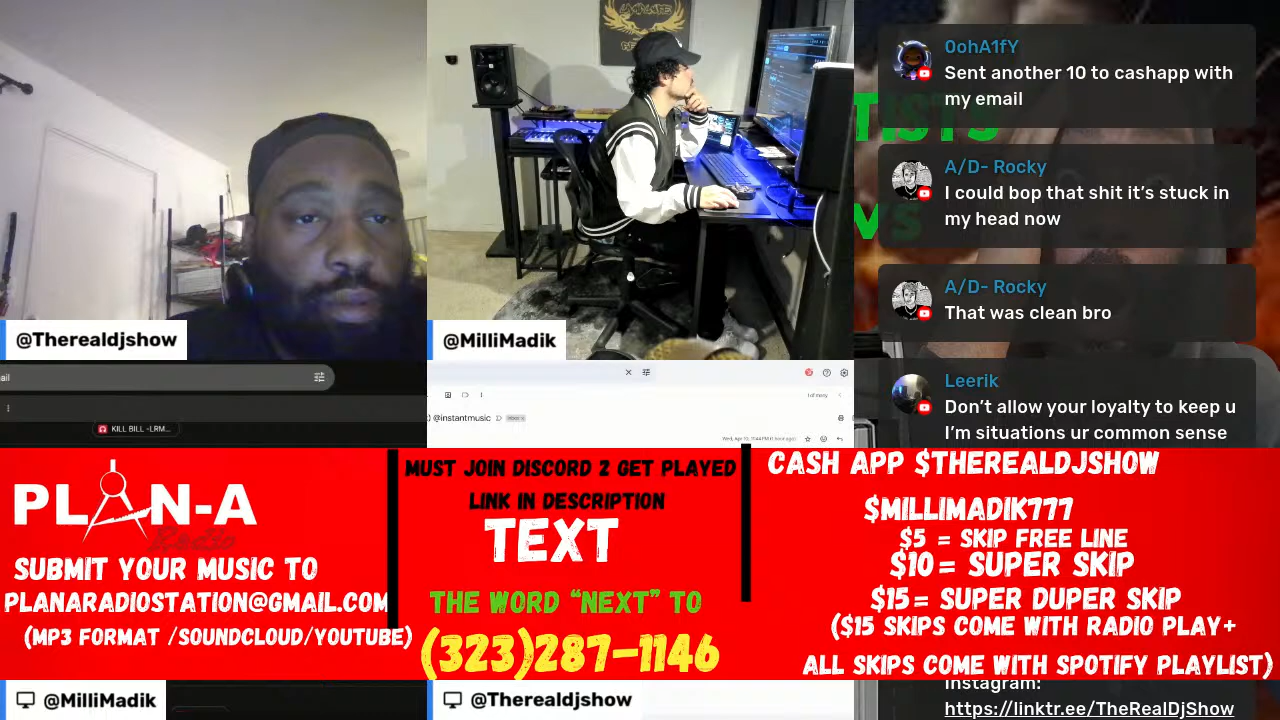 @Therealdjshow
@MilliMadik
0ohA1fY
Sent another 10 to cashapp with
my email
A/D- Rocky
I could bop that shit it's stuck in
my head now
A/D- Rocky
That was clean bro
Leerik
Don't allow your loyalty to keep u
I'm situations ur common sense
ail
KILL BILL -LRM...
@instantmusic
PLAN-A
Radio
SUBMIT YOUR MUSIC TO
PLANARADIOSTATION@GMAIL.COM
(MP3 FORMAT /SOUNDCLOUD/YOUTUBE)
MUST JOIN DISCORD 2 GET PLAYED
LINK IN DESCRIPTION
TEXT
THE WORD “NEXT” TO
(323)287-1146
CASH APP $THEREALDJSHOW
$MILLIMADIK777
$5 = SKIP FREE LINE
$10 = SUPER SKIP
$15= SUPER DUPER SKIP
($15 SKIPS COME WITH RADIO PLAY+
ALL SKIPS COME WITH SPOTIFY PLAYLIST)
@MilliMadik
@Therealdjshow
Instagram:
https://linktr.ee/TheRealDjShow